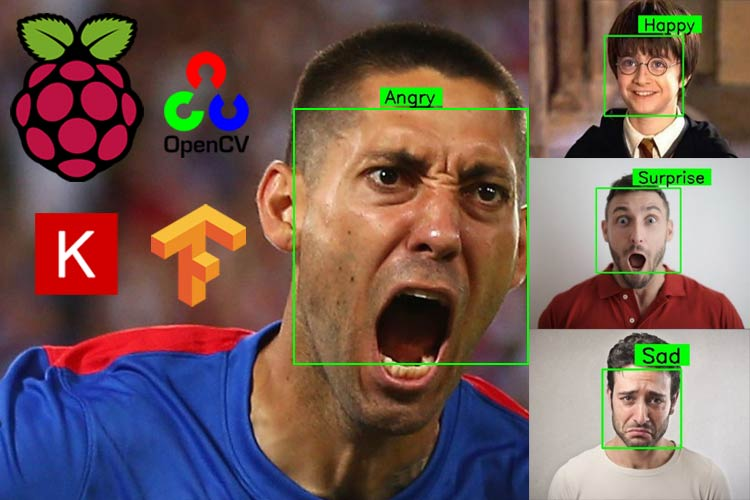 OpenCV
K
Angry
Happy
Surprise
Sad